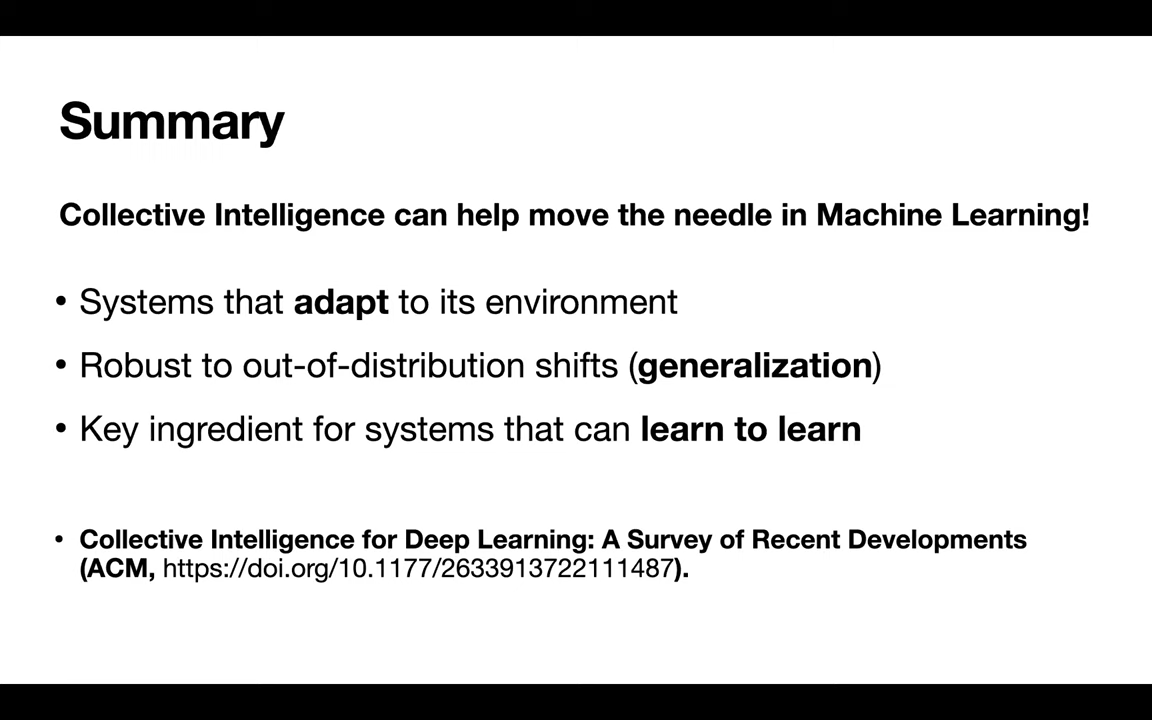 Summary
Collective Intelligence can help move the needle in Machine Learning!
• Systems that adapt to its environment
• Robust to out-of-distribution shifts (generalization)
• Key ingredient for systems that can learn to learn
• Collective Intelligence for Deep Learning: A Survey of Recent Developments
(ACM, https://doi.org/10.1177/2633913722111487).